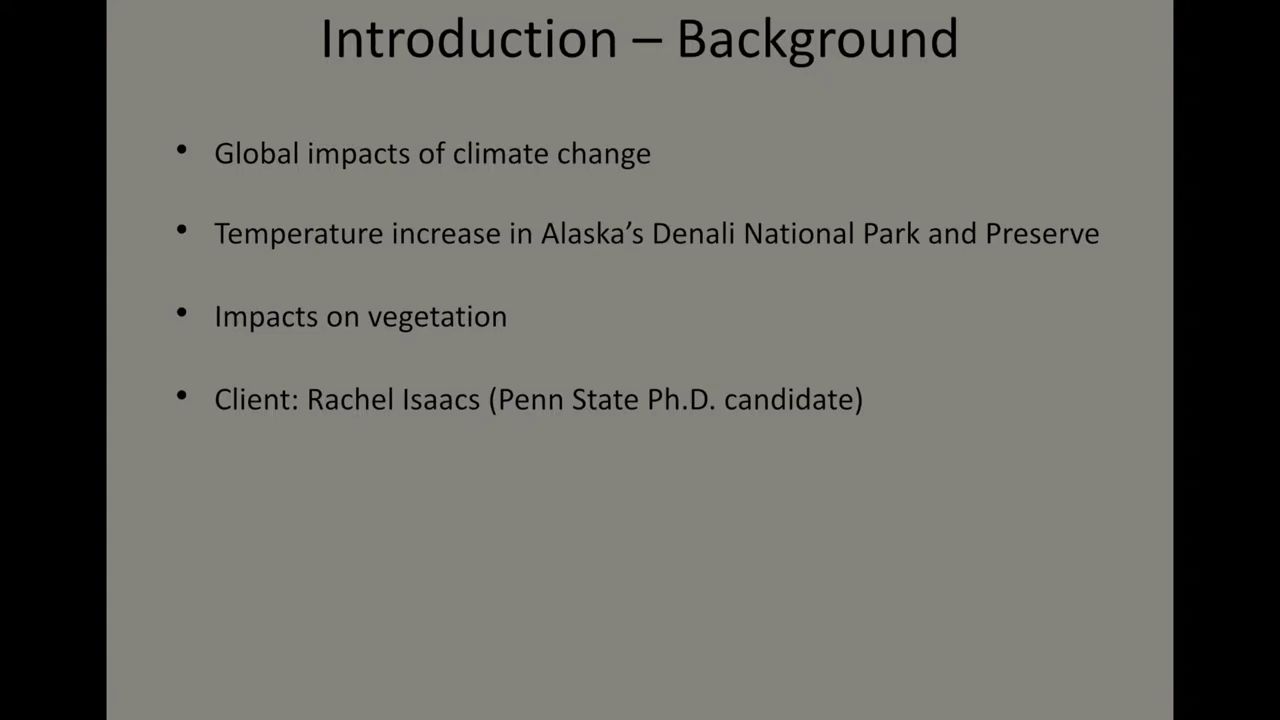 Introduction – Background
• Global impacts of climate change
• Temperature increase in Alaska’s Denali National Park and Preserve
• Impacts on vegetation
• Client: Rachel Isaacs (Penn State Ph.D. candidate)